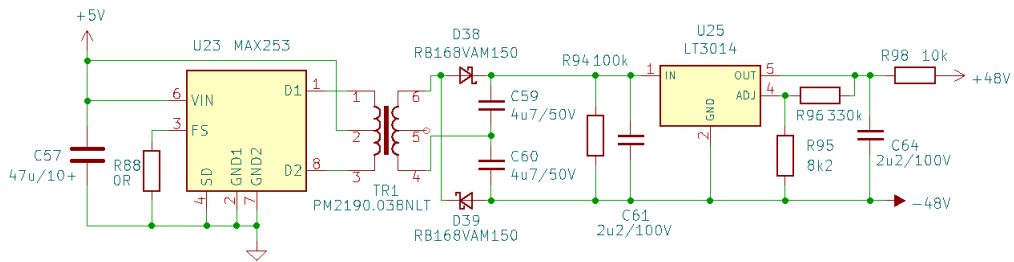 +5V
U23 MAX253
D1
D2
VIN
FS
SD
GND1
GND2
6
3
4
2
7
1
8
C57
47u/10+
R88
0R
1
2
3
6
5
4
TR1
PM2190.038NLT
D38
RB168VAM150
C59
4u7/50V
C60
4u7/50V
D39
RB168VAM150
R94 100k
C61
2u2/100V
U25
LT3014
1
IN
OUT
ADJ
GND
5
4
2
R96 330k
R95
8k2
C64
2u2/100V
R98 10k
+48V
-48V